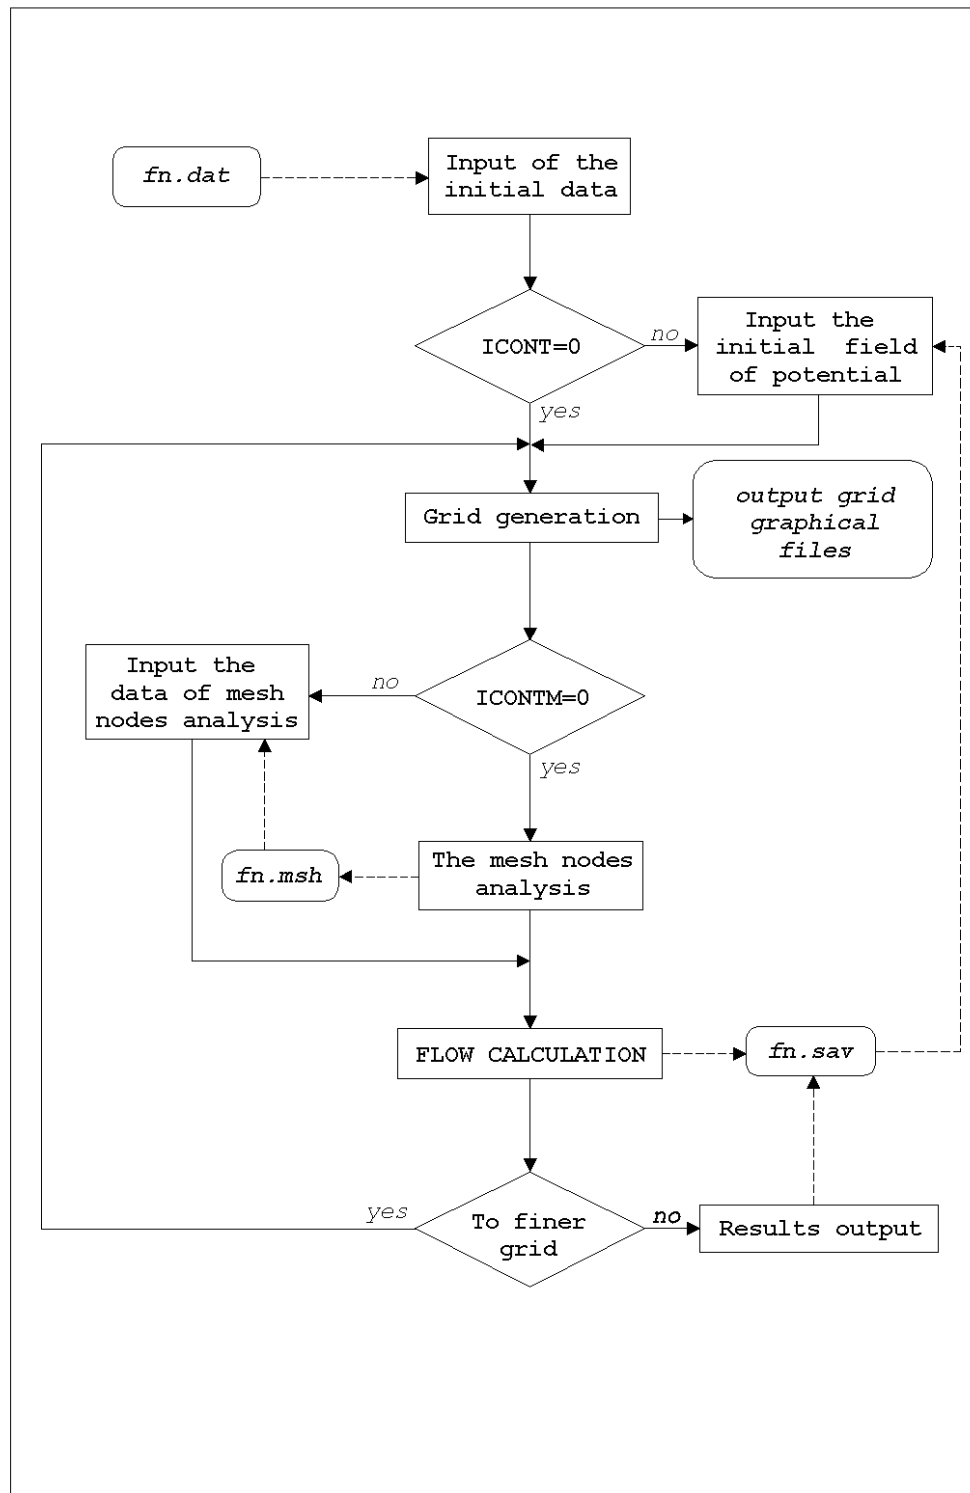 fn.dat
Input of the
initial data
ICONT=0
no
Input the
initial field
of potential
yes
Grid generation
output grid
graphical
files
Input the
data of mesh
nodes analysis
no
ICONTM=0
yes
fn.msh
The mesh nodes
analysis
FLOW CALCULATION
fn.sav
yes
To finer
grid
no
Results output